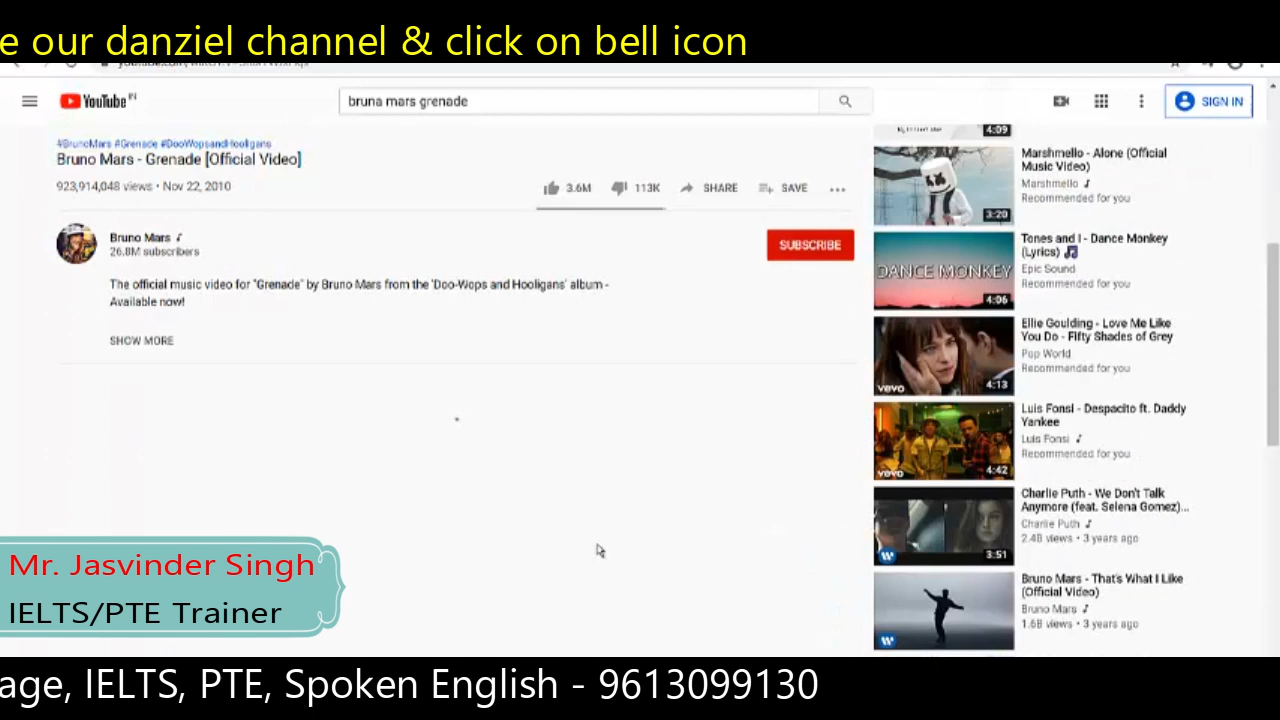 e our danziel channel & click on bell icon
YouTube IN
bruna mars grenade
SIGN IN
#BrunoMars #Grenade #DooWopsandHooligans
Bruno Mars - Grenade [Official Video]
923,914,048 views • Nov 22, 2010
3.6M
113K
SHARE
SAVE
Bruno Mars
26.8M subscribers
SUBSCRIBE
The official music video for "Grenade" by Bruno Mars from the 'Doo-Wops and Hooligans' album -
Available now!
SHOW MORE
4:09
Marshmello - Alone (Official
Music Video)
Marshmello
Recommended for you
3:20
Tones and I - Dance Monkey
(Lyrics)
Epic Sound
Recommended for you
DANCE MONKEY
4:06
Ellie Goulding - Love Me Like
You Do - Fifty Shades of Grey
Pop World
Recommended for you
vevo
4:13
Luis Fonsi - Despacito ft. Daddy
Yankee
Luis Fonsi
Recommended for you
vevo
4:42
Charlie Puth - We Don't Talk
Anymore (feat. Selena Gomez)...
Charlie Puth
2.4B views • 3 years ago
3:51
Bruno Mars - That's What I Like
(Official Video)
Bruno Mars
1.6B views • 3 years ago
Mr. Jasvinder Singh
IELTS/PTE Trainer
age, IELTS, PTE, Spoken English - 9613099130